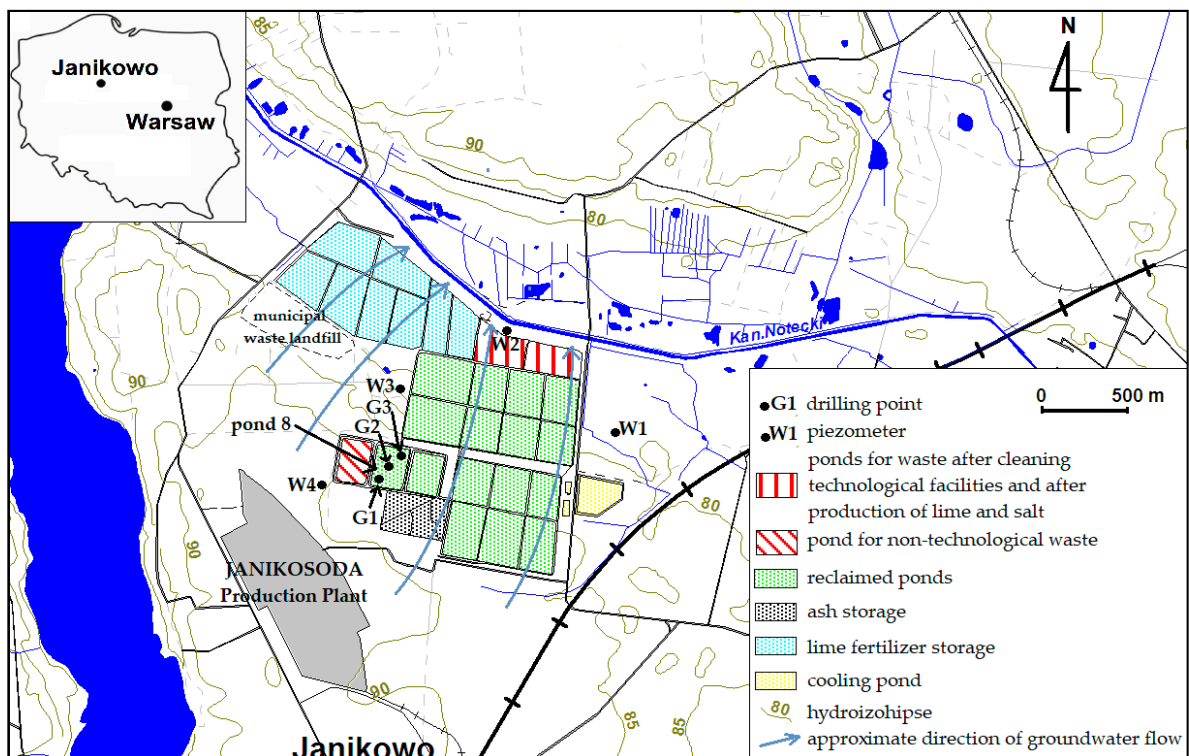 Janikowo
Warsaw
85
90
N
80
municipal
waste landfill
W2
Kan.Notecki
W3
G3
G2
pond 8
W1
90
W4
G1
80
90
JANIKOSODA
Production Plant
90
85
85
Janikowo
0 500 m
G1 drilling point
W1 piezometer
ponds for waste after cleaning
technological facilities and after
production of lime and salt
pond for non-technological waste
reclaimed ponds
ash storage
lime fertilizer storage
cooling pond
80 hydroizohipse
approximate direction of groundwater flow